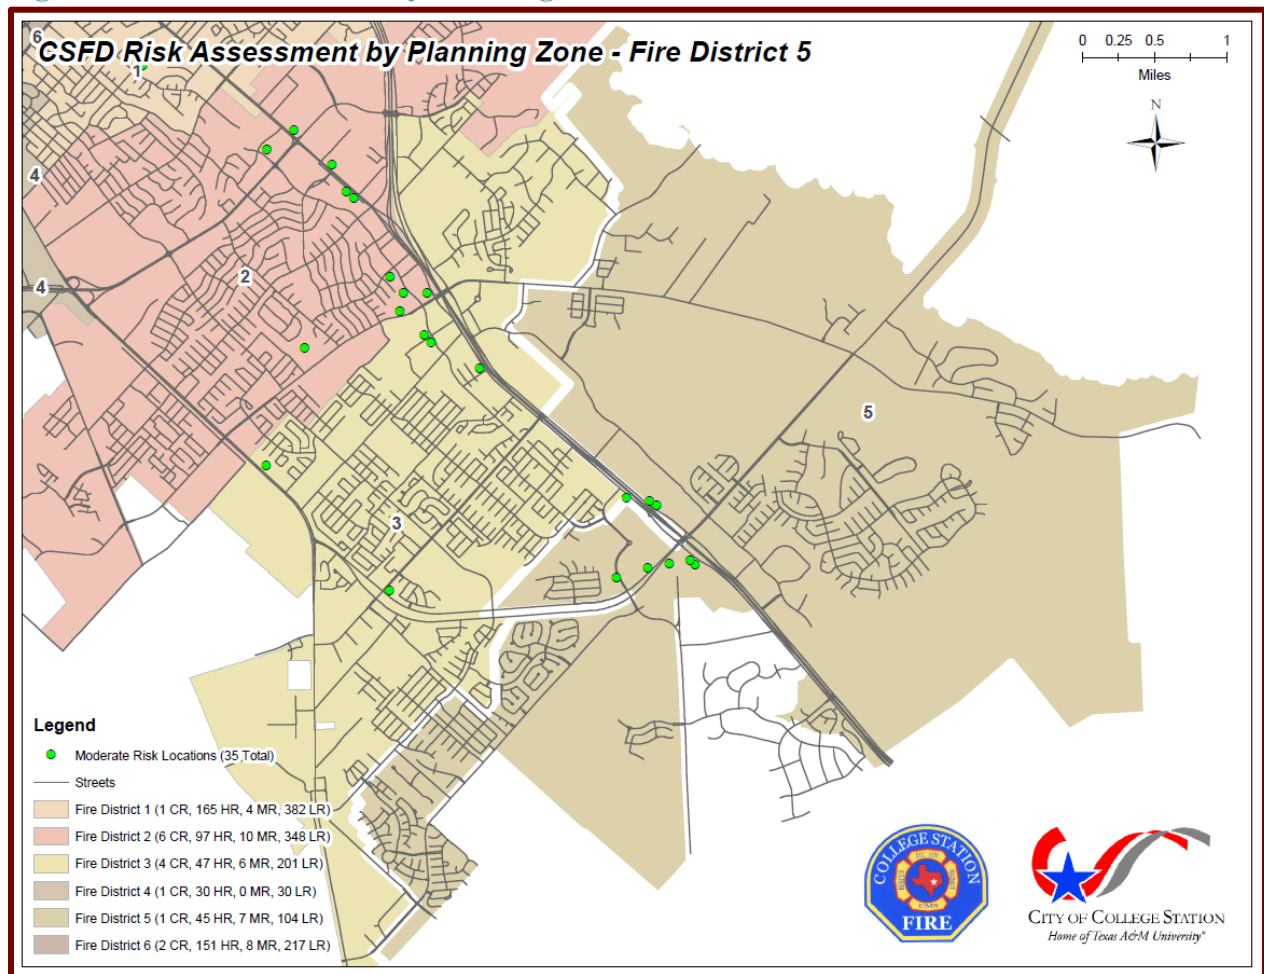 CSFD Risk Assessment by Planning Zone - Fire District 5
0 0.25 0.5 1
Miles
N
6
1
4
2
4
5
3
Legend
Moderate Risk Locations (35 Total)
Streets
Fire District 1 (1 CR, 165 HR, 4 MR, 382 LR)
Fire District 2 (6 CR, 97 HR, 10 MR, 348 LR)
Fire District 3 (4 CR, 47 HR, 6 MR, 201 LR)
Fire District 4 (1 CR, 30 HR, 0 MR, 30 LR)
Fire District 5 (1 CR, 45 HR, 7 MR, 104 LR)
Fire District 6 (2 CR, 151 HR, 8 MR, 217 LR)
COLLEGE STATION
RESCUE
EMS
FIRE
CITY OF COLLEGE STATION
Home of Texas A&M University®